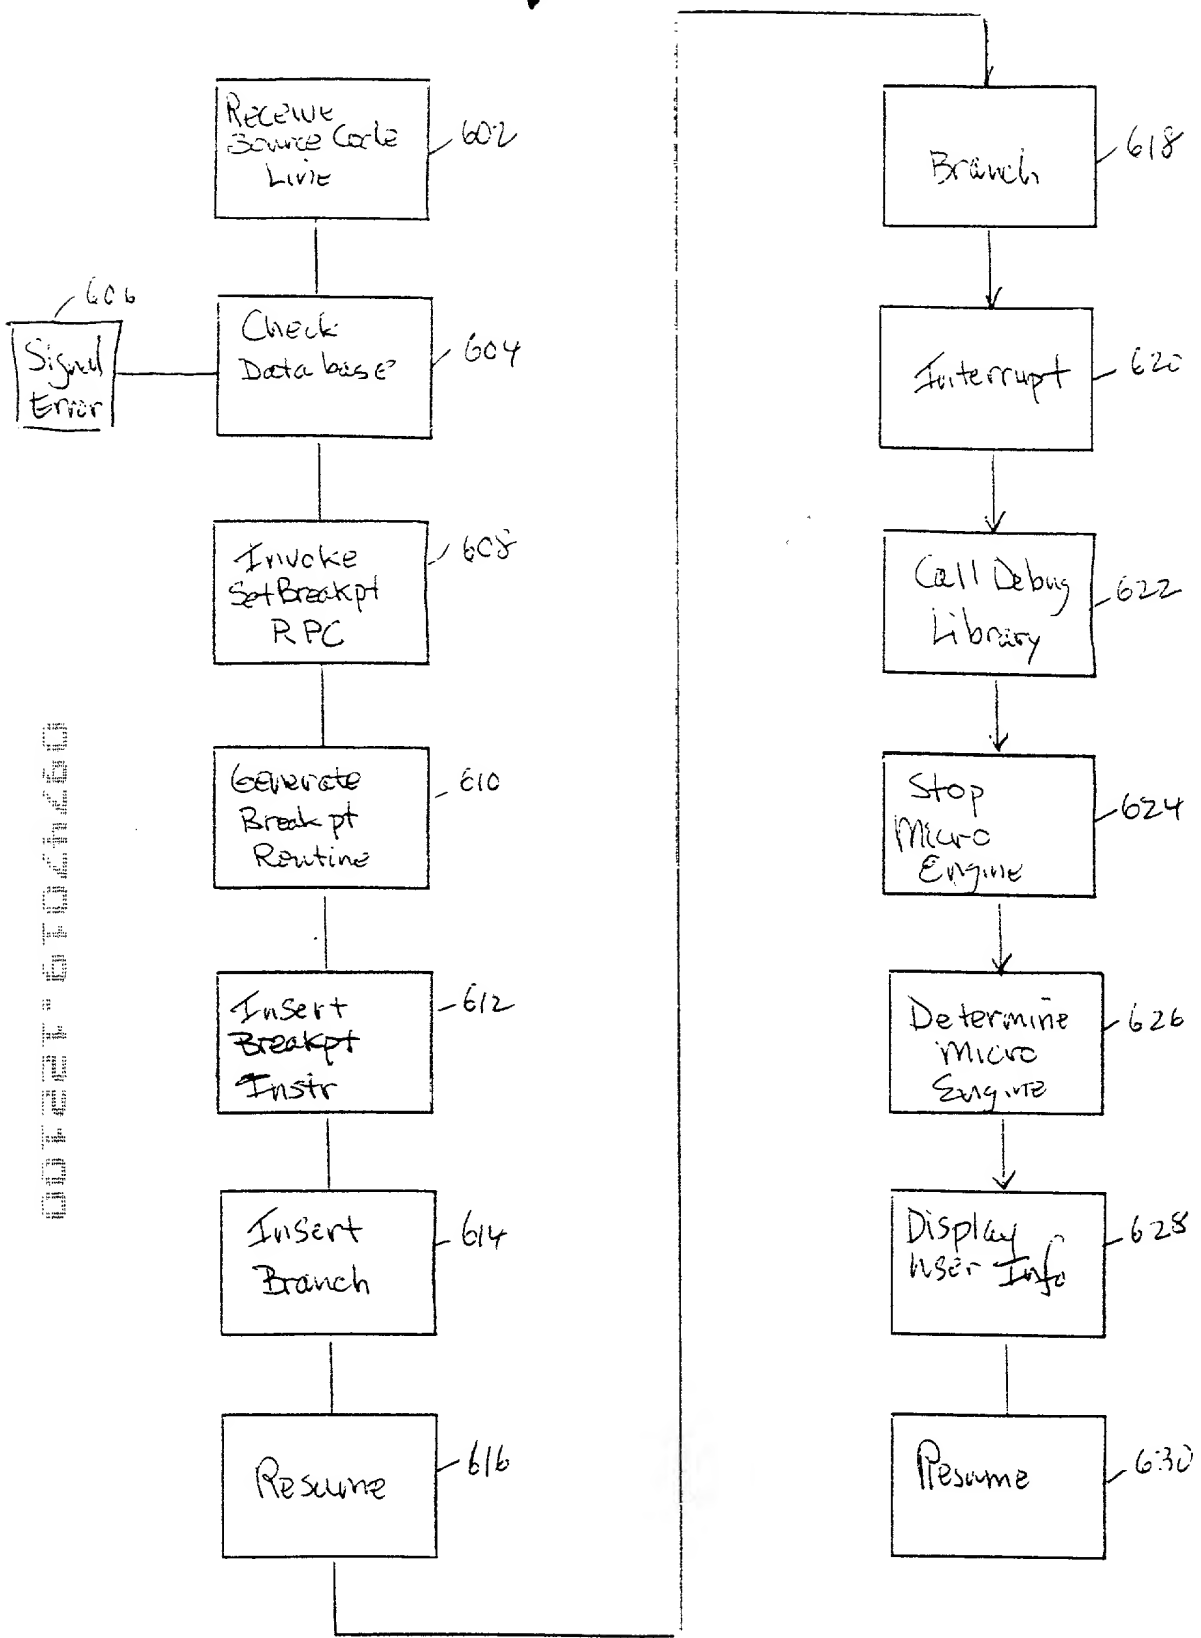 Receive
Source Code
Line
602
606
Signal
Error
Check
Database
604
Invoke
SetBreakpt
RPC
608
Generate
Breakpt
Routine
610
Insert
Breakpt
Instr
612
Insert
Branch
614
Resume
616
Branch
618
Interrupt
620
Call Debug
Library
622
Stop
Micro
Engine
624
Determine
Micro
Engine
626
Display
User Info
628
Resume
630